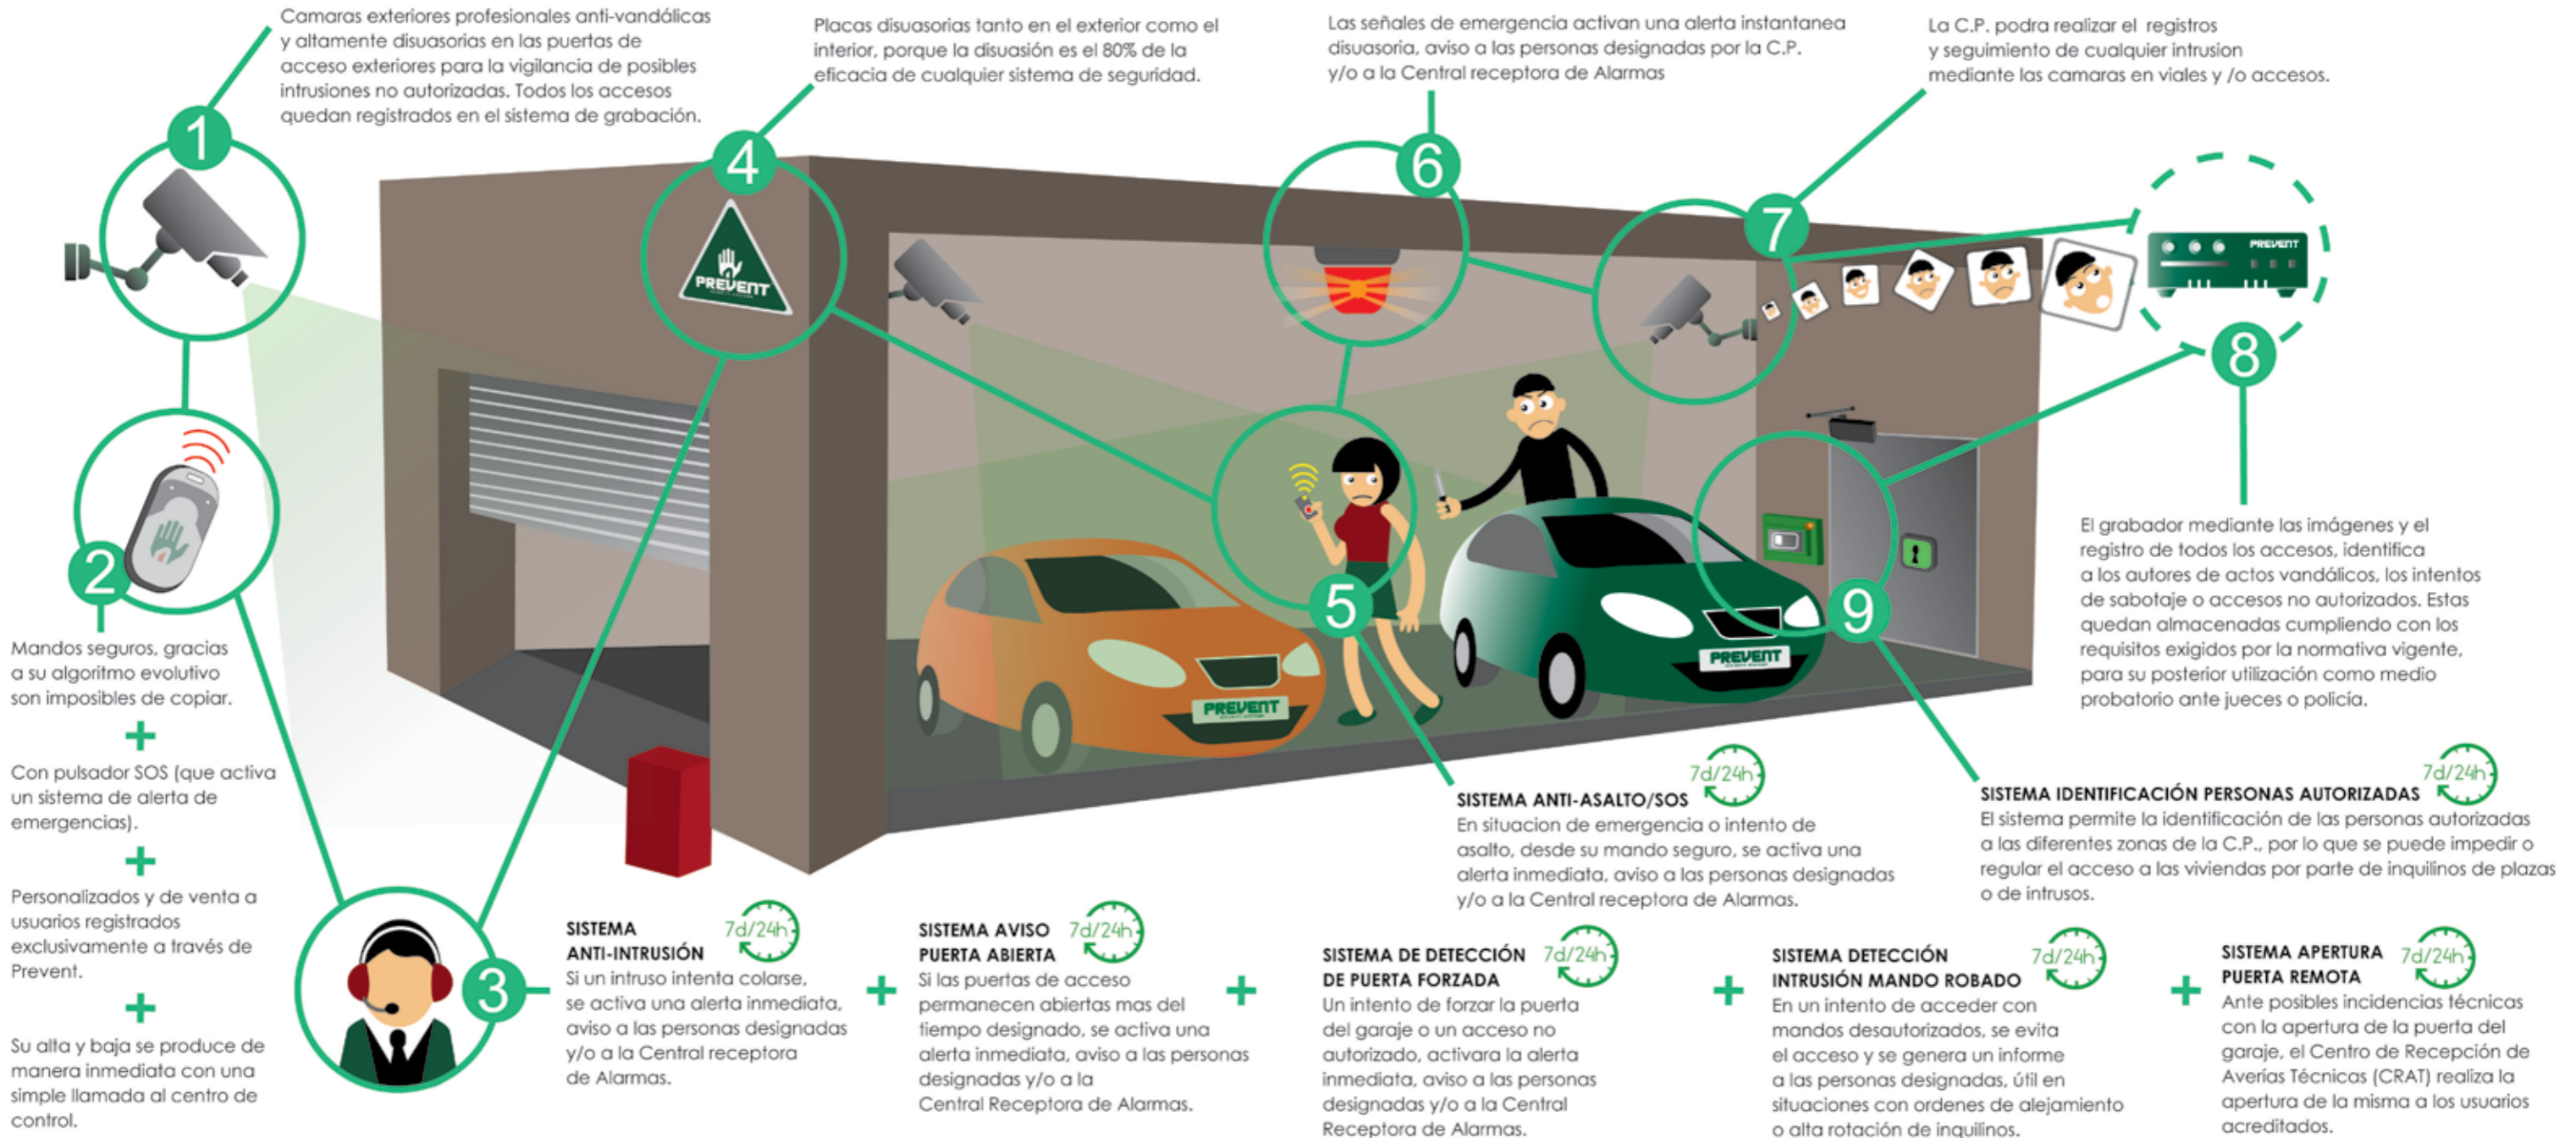 Camaras exteriores profesionales anti-vandálicas
y altamente disuasorias en las puertas de
acceso exteriores para la vigilancia de posibles
intrusiones no autorizadas. Todos los accesos
quedan registrados en el sistema de grabación.
1
Placas disuasorias tanto en el exterior como el
interior, porque la disuasión es el 80% de la
eficacia de cualquier sistema de seguridad.
4
PREVENT
Las señales de emergencia activan una alerta instantanea
disuasoria, aviso a las personas designadas por la C.P.
y/o a la Central receptora de Alarmas
6
La C.P. podra realizar el registros
y seguimiento de cualquier intrusion
mediante las camaras en viales y /o accesos.
7
PREVENT
8
El grabador mediante las imágenes y el
registro de todos los accesos, identifica
a los autores de actos vandálicos, los intentos
de sabotaje o accesos no autorizados. Estas
quedan almacenadas cumpliendo con los
requisitos exigidos por la normativa vigente,
para su posterior utilización como medio
probatorio ante jueces o policía.
2
Mandos seguros, gracias
a su algoritmo evolutivo
son imposibles de copiar.
+
Con pulsador SOS (que activa
un sistema de alerta de
emergencias).
+
Personalizados y de venta a
usuarios registrados
exclusivamente a través de
Prevent.
+
Su alta y baja se produce de
manera inmediata con una
simple llamada al centro de
control.
5
9
PREVENT
PREVENT
7d/24h
SISTEMA ANTI-ASALTO/SOS
En situacion de emergencia o intento de
asalto, desde su mando seguro, se activa una
alerta inmediata, aviso a las personas designadas
y/o a la Central receptora de Alarmas.
7d/24h
SISTEMA IDENTIFICACIÓN PERSONAS AUTORIZADAS
El sistema permite la identificación de las personas autorizadas
a las diferentes zonas de la C.P., por lo que se puede impedir o
regular el acceso a las viviendas por parte de inquilinos de plazas
o de intrusos.
3
SISTEMA
ANTI-INTRUSIÓN
7d/24h
Si un intruso intenta colarse,
se activa una alerta inmediata,
aviso a las personas designadas
y/o a la Central receptora
de Alarmas.
+
SISTEMA AVISO
PUERTA ABIERTA
7d/24h
Si las puertas de acceso
permanecen abiertas mas del
tiempo designado, se activa una
alerta inmediata, aviso a las personas
designadas y/o a la
Central Receptora de Alarmas.
+
SISTEMA DE DETECCIÓN
DE PUERTA FORZADA
7d/24h
Un intento de forzar la puerta
del garaje o un acceso no
autorizado, activara la alerta
inmediata, aviso a las personas
designadas y/o a la Central
Receptora de Alarmas.
+
SISTEMA DETECCIÓN
INTRUSIÓN MANDO ROBADO
7d/24h
En un intento de acceder con
mandos desautorizados, se evita
el acceso y se genera un informe
a las personas designadas, útil en
situaciones con ordenes de alejamiento
o alta rotación de inquilinos.
+
SISTEMA APERTURA
PUERTA REMOTA
7d/24h
Ante posibles incidencias técnicas
con la apertura de la puerta del
garaje, el Centro de Recepción de
Averías Técnicas (CRAT) realiza la
apertura de la misma a los usuarios
acreditados.